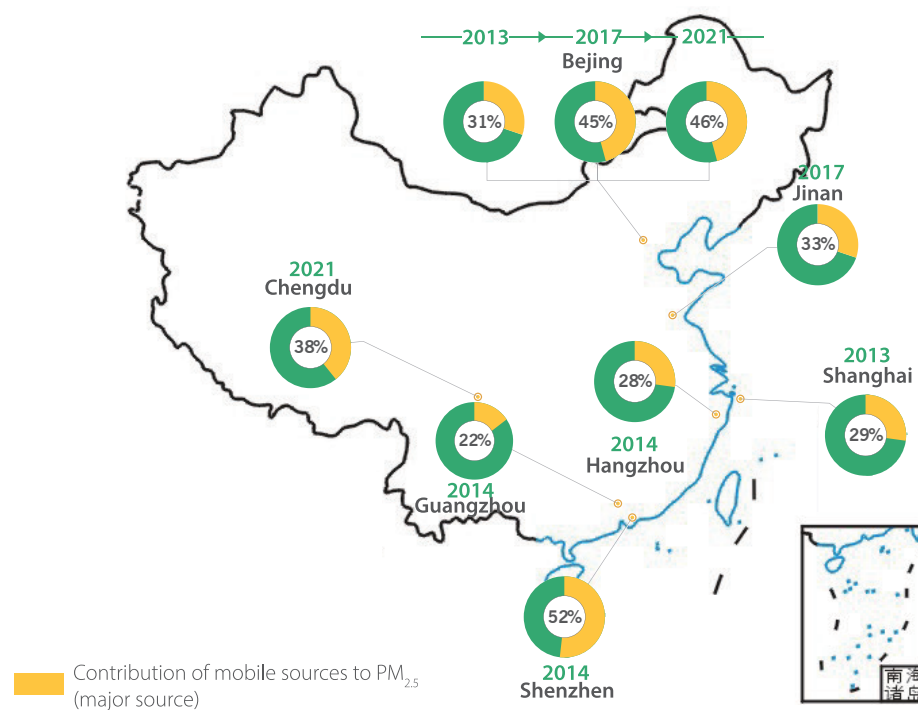 2013 2017 2021
Bejing
31% 45% 46%
2017
Jinan
33%
2021
Chengdu
38%
28%
2014
Hangzhou
2013
Shanghai
29%
22%
2014
Guangzhou
52%
2014
Shenzhen
Contribution of mobile sources to PM2.5
(major source)
南海
诸岛